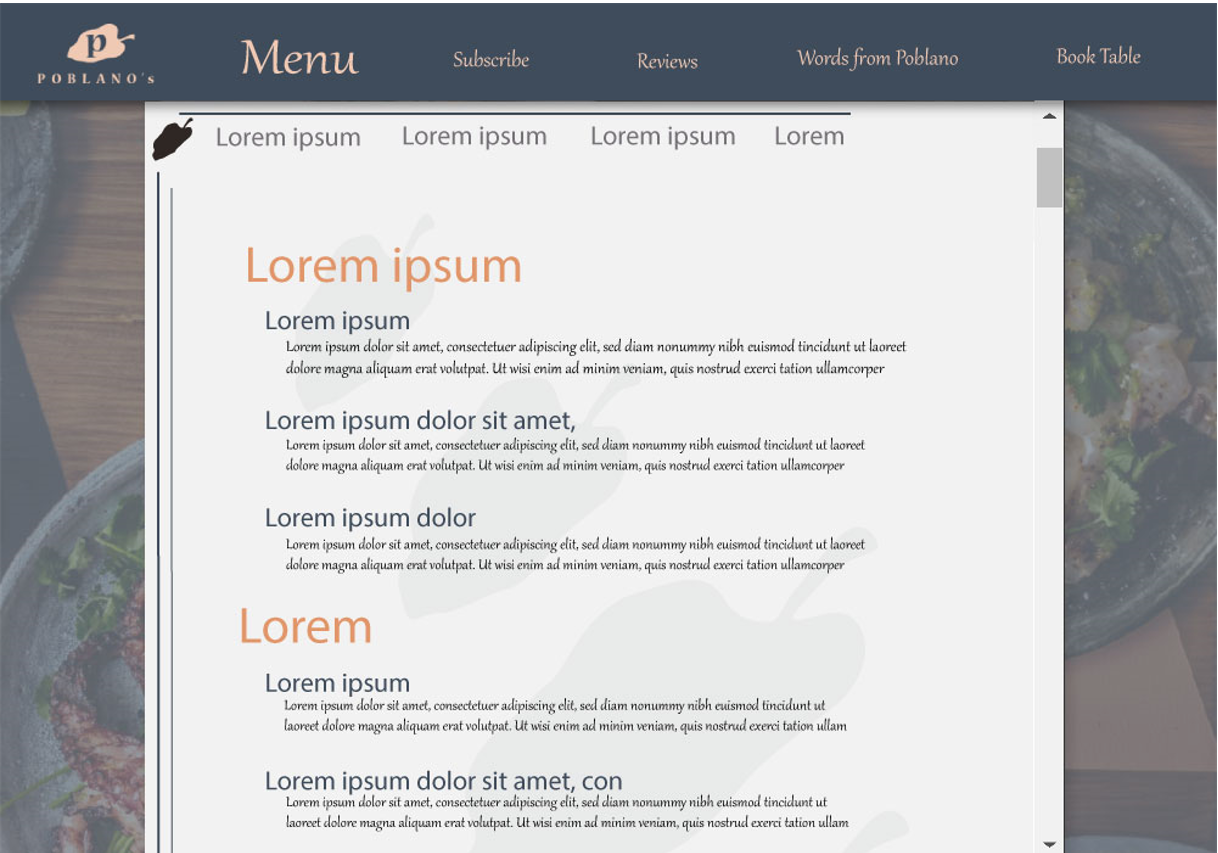 p
POBLANO's
Menu
Subscribe
Reviews
Words from Poblano
Book Table
Lorem ipsum
Lorem ipsum
Lorem ipsum
Lorem
Lorem ipsum
Lorem ipsum
Lorem ipsum dolor sit amet, consectetuer adipiscing elit, sed diam nonummy nibh euismod tincidunt ut laoreet
dolore magna aliquam erat volutpat. Ut wisi enim ad minim veniam, quis nostrud exerci tation ullamcorper
Lorem ipsum dolor sit amet,
Lorem ipsum dolor sit amet, consectetuer adipiscing elit, sed diam nonummy nibh euismod tincidunt ut laoreet
dolore magna aliquam erat volutpat. Ut wisi enim ad minim veniam, quis nostrud exerci tation ullamcorper
Lorem ipsum dolor
Lorem ipsum dolor sit amet, consectetuer adipiscing elit, sed diam nonummy nibh euismod tincidunt ut laoreet
dolore magna aliquam erat volutpat. Ut wisi enim ad minim veniam, quis nostrud exerci tation ullamcorper
Lorem
Lorem ipsum
Lorem ipsum dolor sit amet, consectetuer adipiscing elit, sed diam nonummy nibh euismod tincidunt ut
laoreet dolore magna aliquam erat volutpat. Ut wisi enim ad minim veniam, quis nostrud exerci tation ullam
Lorem ipsum dolor sit amet, con
Lorem ipsum dolor sit amet, consectetuer adipiscing elit, sed diam nonummy nibh euismod tincidunt ut
laoreet dolore magna aliquam erat volutpat. Ut wisi enim ad minim veniam, quis nostrud exerci tation ullam